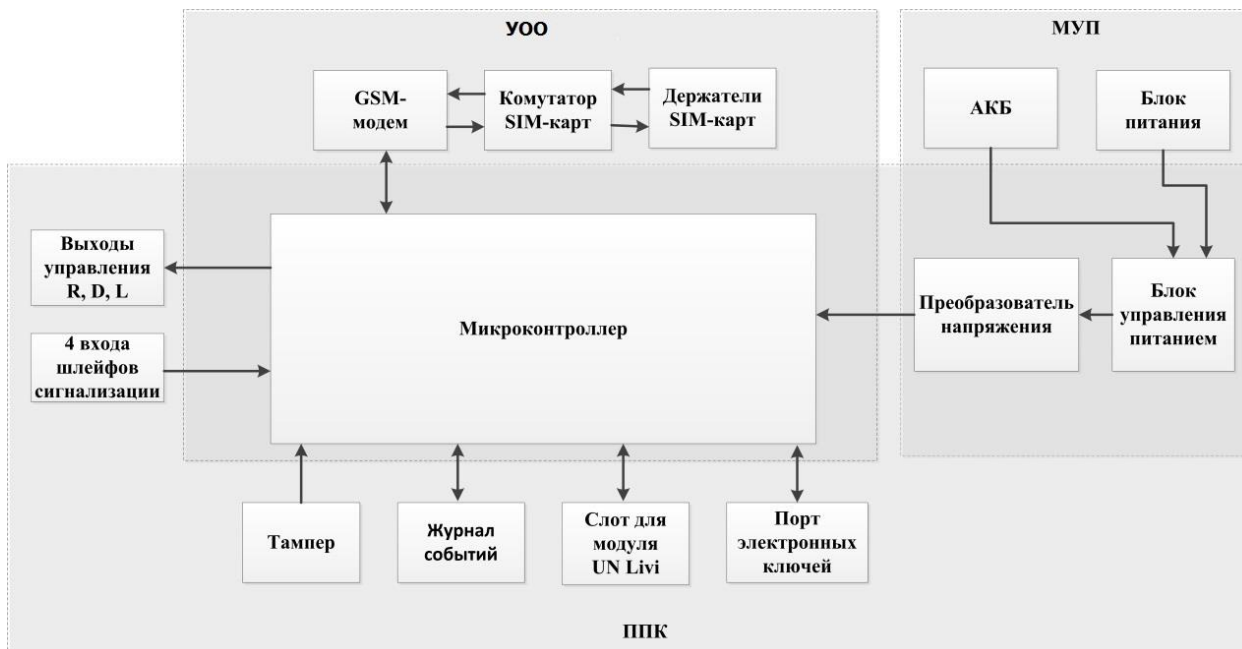 УОО
МУП
GSM-
модем
Комутатор
SIM-карт
Держатели
SIM-карт
АКБ
Блок
питания
Выходы
управления
R, D, L
4 входа
шлейфов
сигнализации
Микроконтроллер
Преобразователь
напряжения
Блок
управления
питанием
Тампер
Журнал
событий
Слот для
модуля
UN Livi
Порт
электронных
ключей
ППК